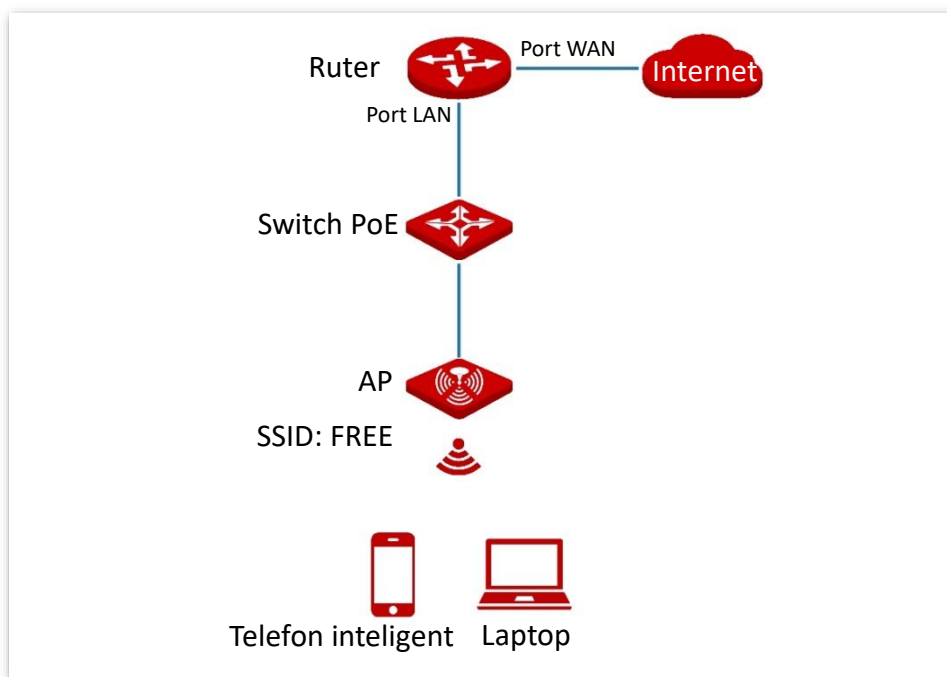 Port WAN
Ruter
Internet
Port LAN
Switch PoE
AP
SSID: FREE
Telefon inteligent
Laptop